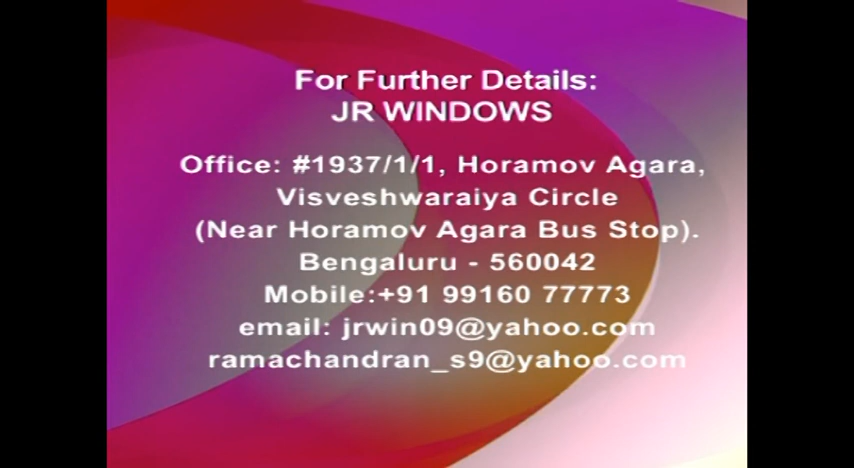 For Further Details:
JR WINDOWS
Office: #1937/1/1, Horamov Agara,
Visveshwaraiya Circle
(Near Horamov Agara Bus Stop).
Bengaluru - 560042
Mobile:+91 99160 77773
email: jrwin09@yahoo.com
ramachandran_s9@yahoo.com